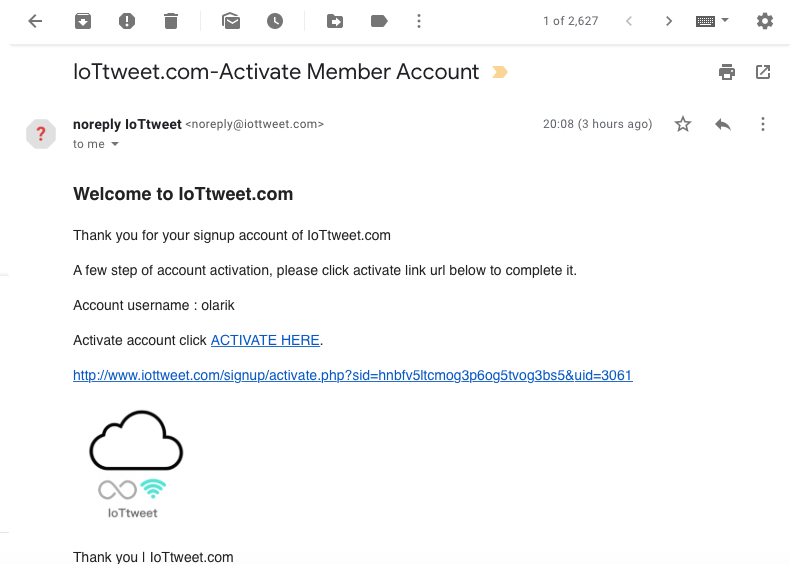 1 of 2,627
IoTtweet.com-Activate Member Account
noreply IoTtweet <noreply@iottweet.com>
20:08 (3 hours ago)
to me
Welcome to IoTtweet.com
Thank you for your signup account of IoTtweet.com
A few step of account activation, please click activate link url below to complete it.
Account username : olarik
Activate account click ACTIVATE HERE.
http://www.iottweet.com/signup/activate.php?sid=hnbfv5ltcmog3p6og5tvog3bs5&uid=3061
IoTtweet
Thank you | IoTtweet.com